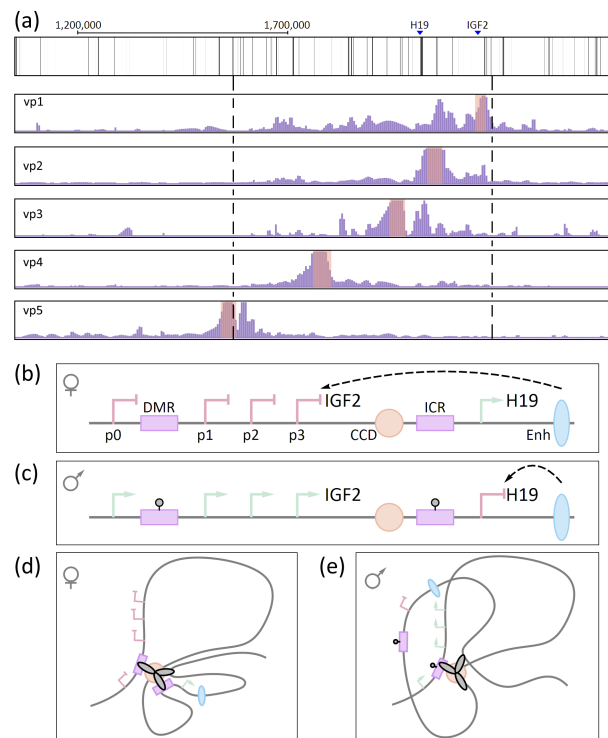 (a)
1,200,000 1,700,000 H19 IGF2
vp1
vp2
vp3
vp4
vp5
(b)
DMR IGF2 ICR H19
p0 p1 p2 p3 CCD Enh
(c)
IGF2 H19
(d) (e)